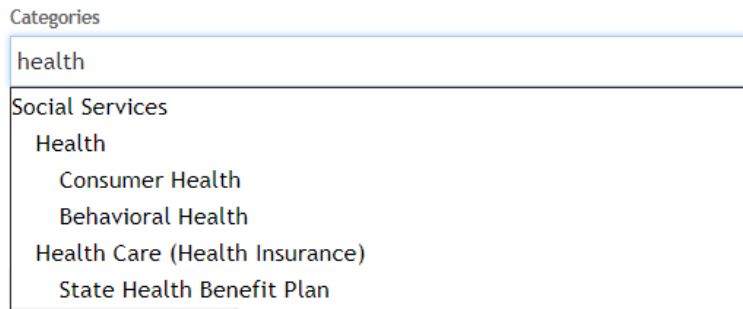 Categories
health
Social Services
Health
Consumer Health
Behavioral Health
Health Care (Health Insurance)
State Health Benefit Plan